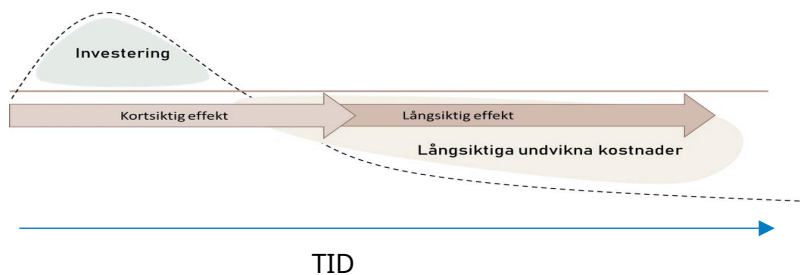 Investering
Kortsiktig effekt
Långsiktig effekt
Långsiktiga undvikna kostnader
TID